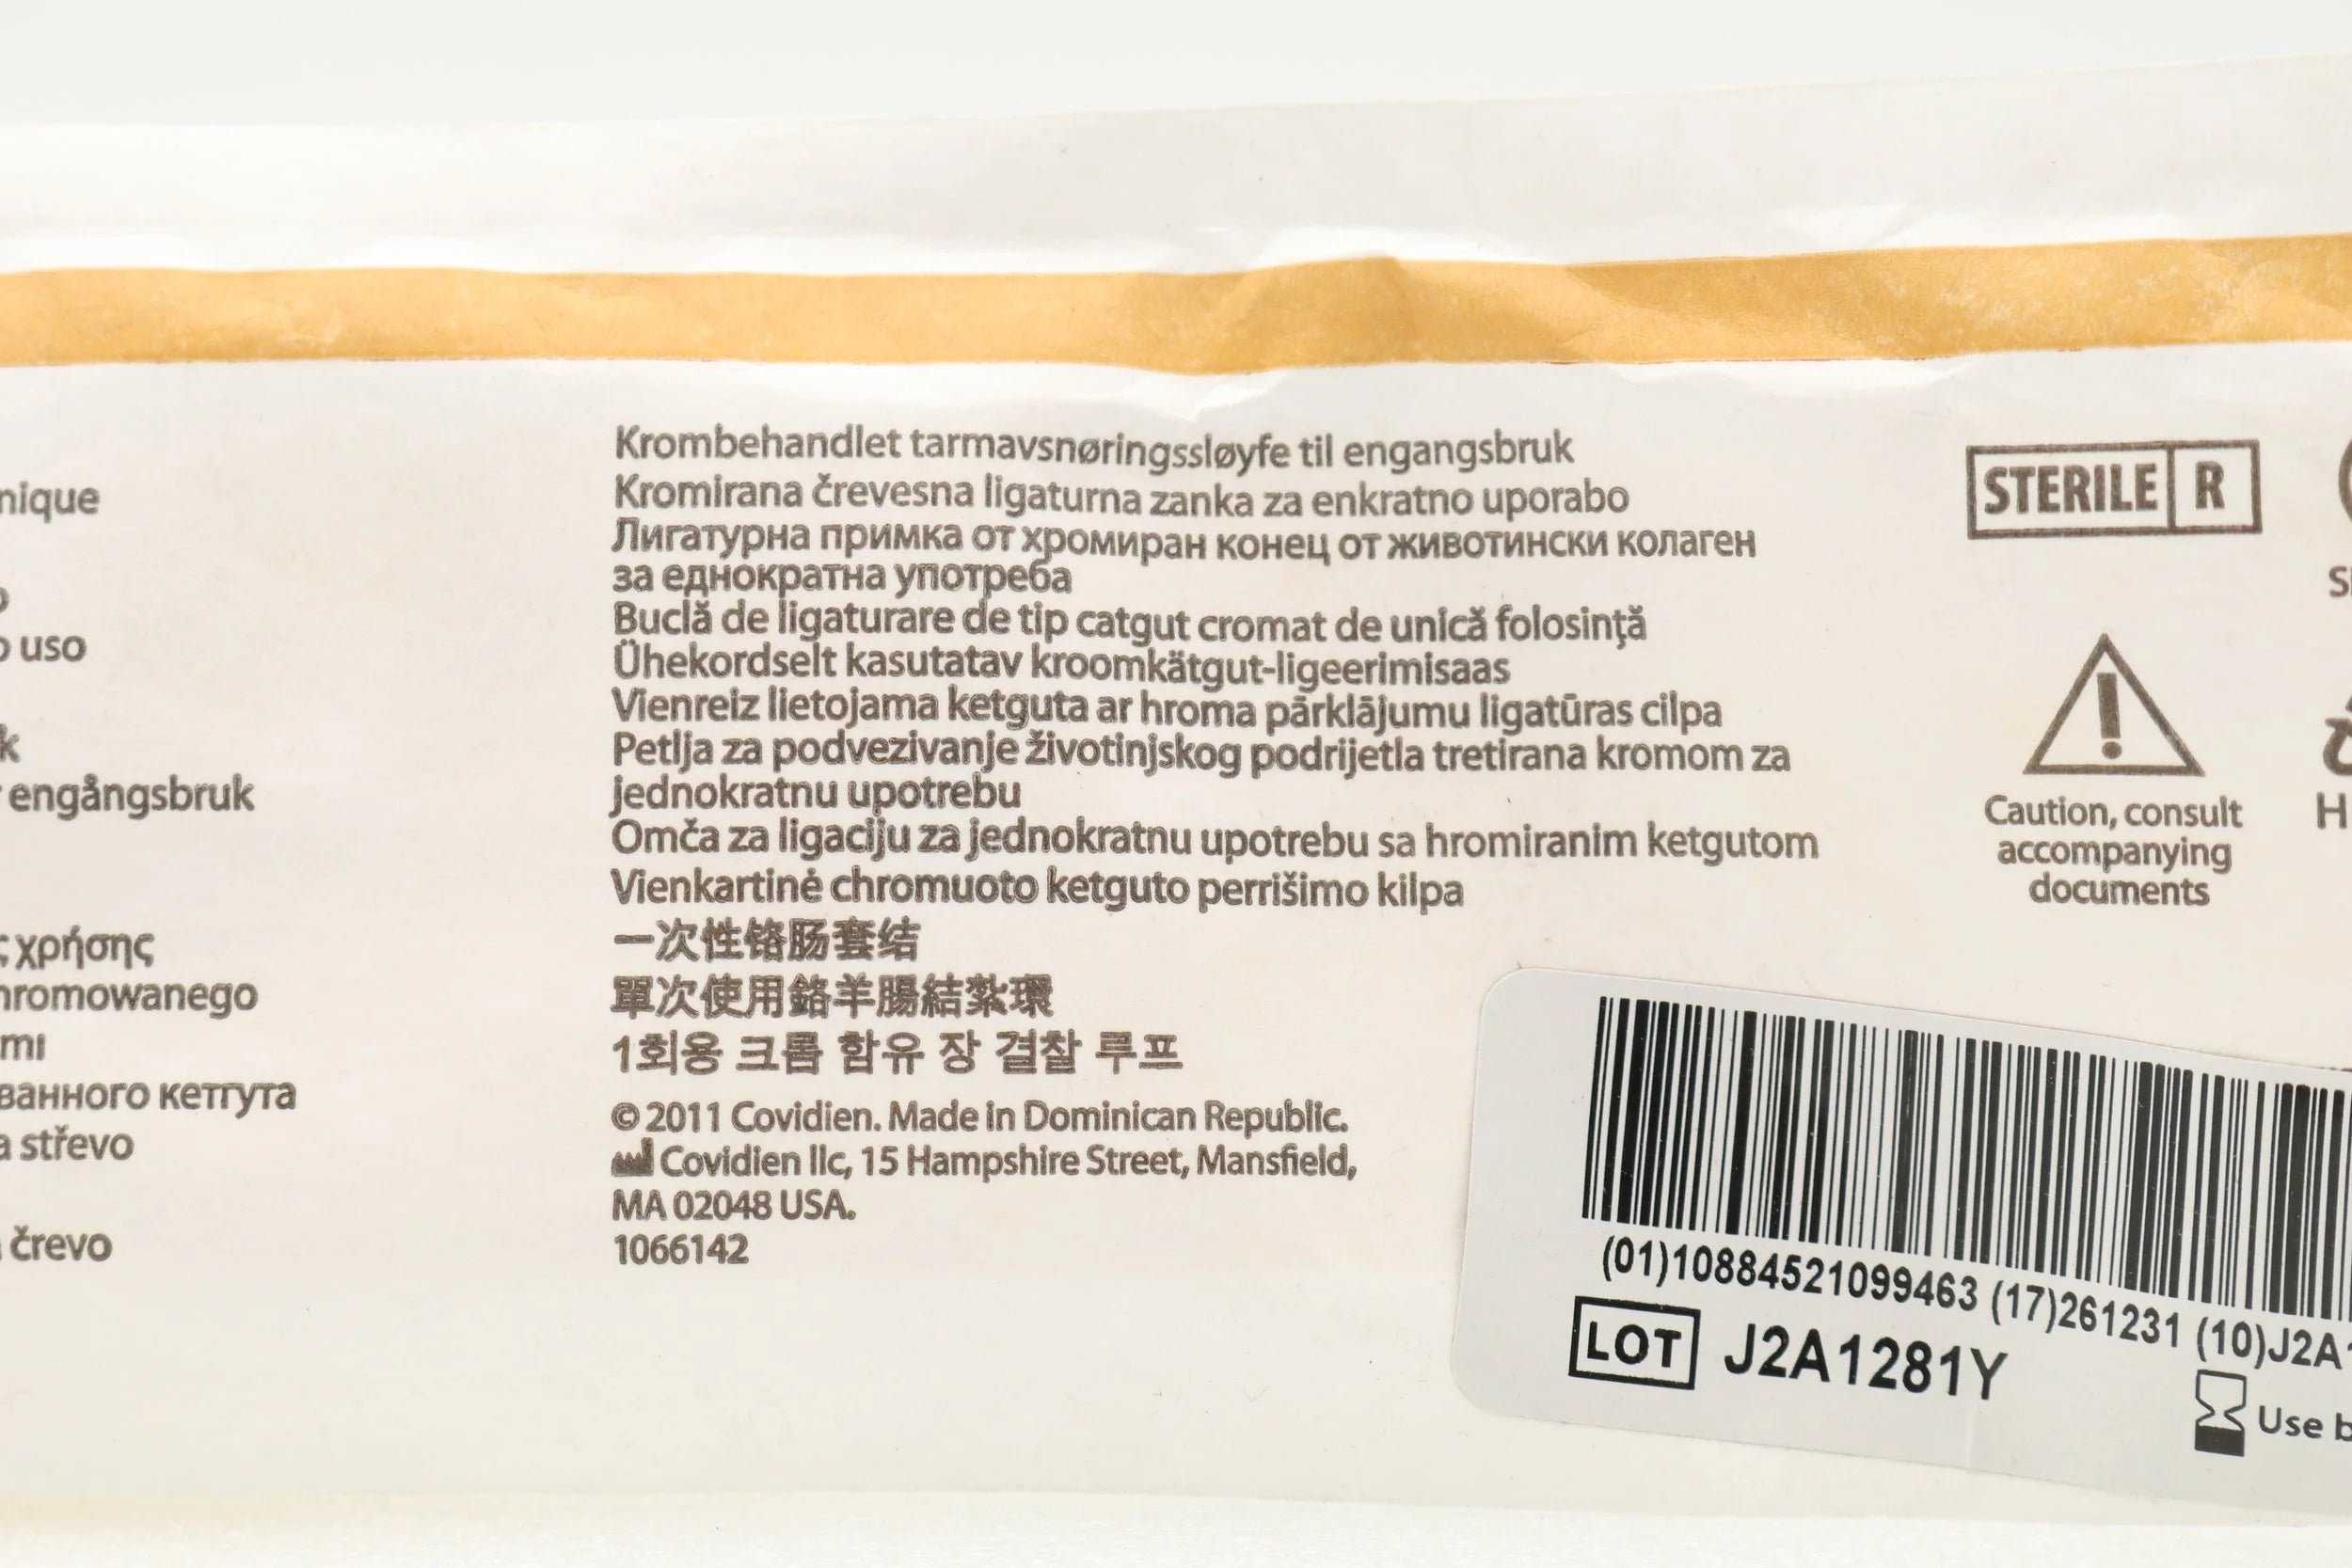 nique
uso
k
engångsbruk
χρήσης
hromowanego
mi
ванного кетгута
a střevo
črevo
Krombehandlet tarmavsnøringssløyfe til engangsbruk
Kromirana črevesna ligaturna zanka za enkratno uporabo
Лигатурна примка от хромиран конец от животински колаген
за еднократна употреба
Buclă de ligaturare de tip catgut cromat de unică folosinţă
Ühekordselt kasutatav kroomkätgut-ligeerimisaas
Vienreiz lietojama ketguta ar hroma pārklājumu ligatūras cilpa
Petlja za podvezivanje životinjskog podrijetla tretirana kromom za
jednokratnu upotrebu
Omča za ligaciju za jednokratnu upotrebu sa hromiranim ketgutom
Vienkartinė chromuoto ketguto perrišimo kilpa
一次性铬肠套结
單次使用鉻羊腸結紮環
1회용 크롬 함유 장 결찰 루프
© 2011 Covidien. Made in Dominican Republic.
Covidien llc, 15 Hampshire Street, Mansfield,
MA 02048 USA.
1066142
STERILE R
Caution, consult
accompanying
documents
H
(01)10884521099463 (17)261231 (10)J2A
LOT J2A1281Y
Use b